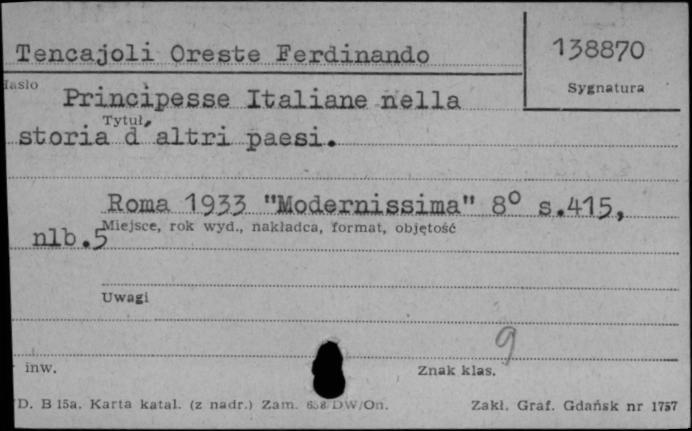 Tencajoli Oreste Ferdinando
138870
Hasło
Sygnatura
Principesse Italiane nella
Tytuł
storia d'altri paesi.
Roma 1933 "Modernissima" 8° s.415,
Miejsce, rok wyd., nakładca, format, objętość
nlb.5
Uwagi
9
inw.
Znak klas.
D. B 15a. Karta katal. (z nadr.) Zam. DW/On.
Zakł. Graf. Gdańsk nr 1757